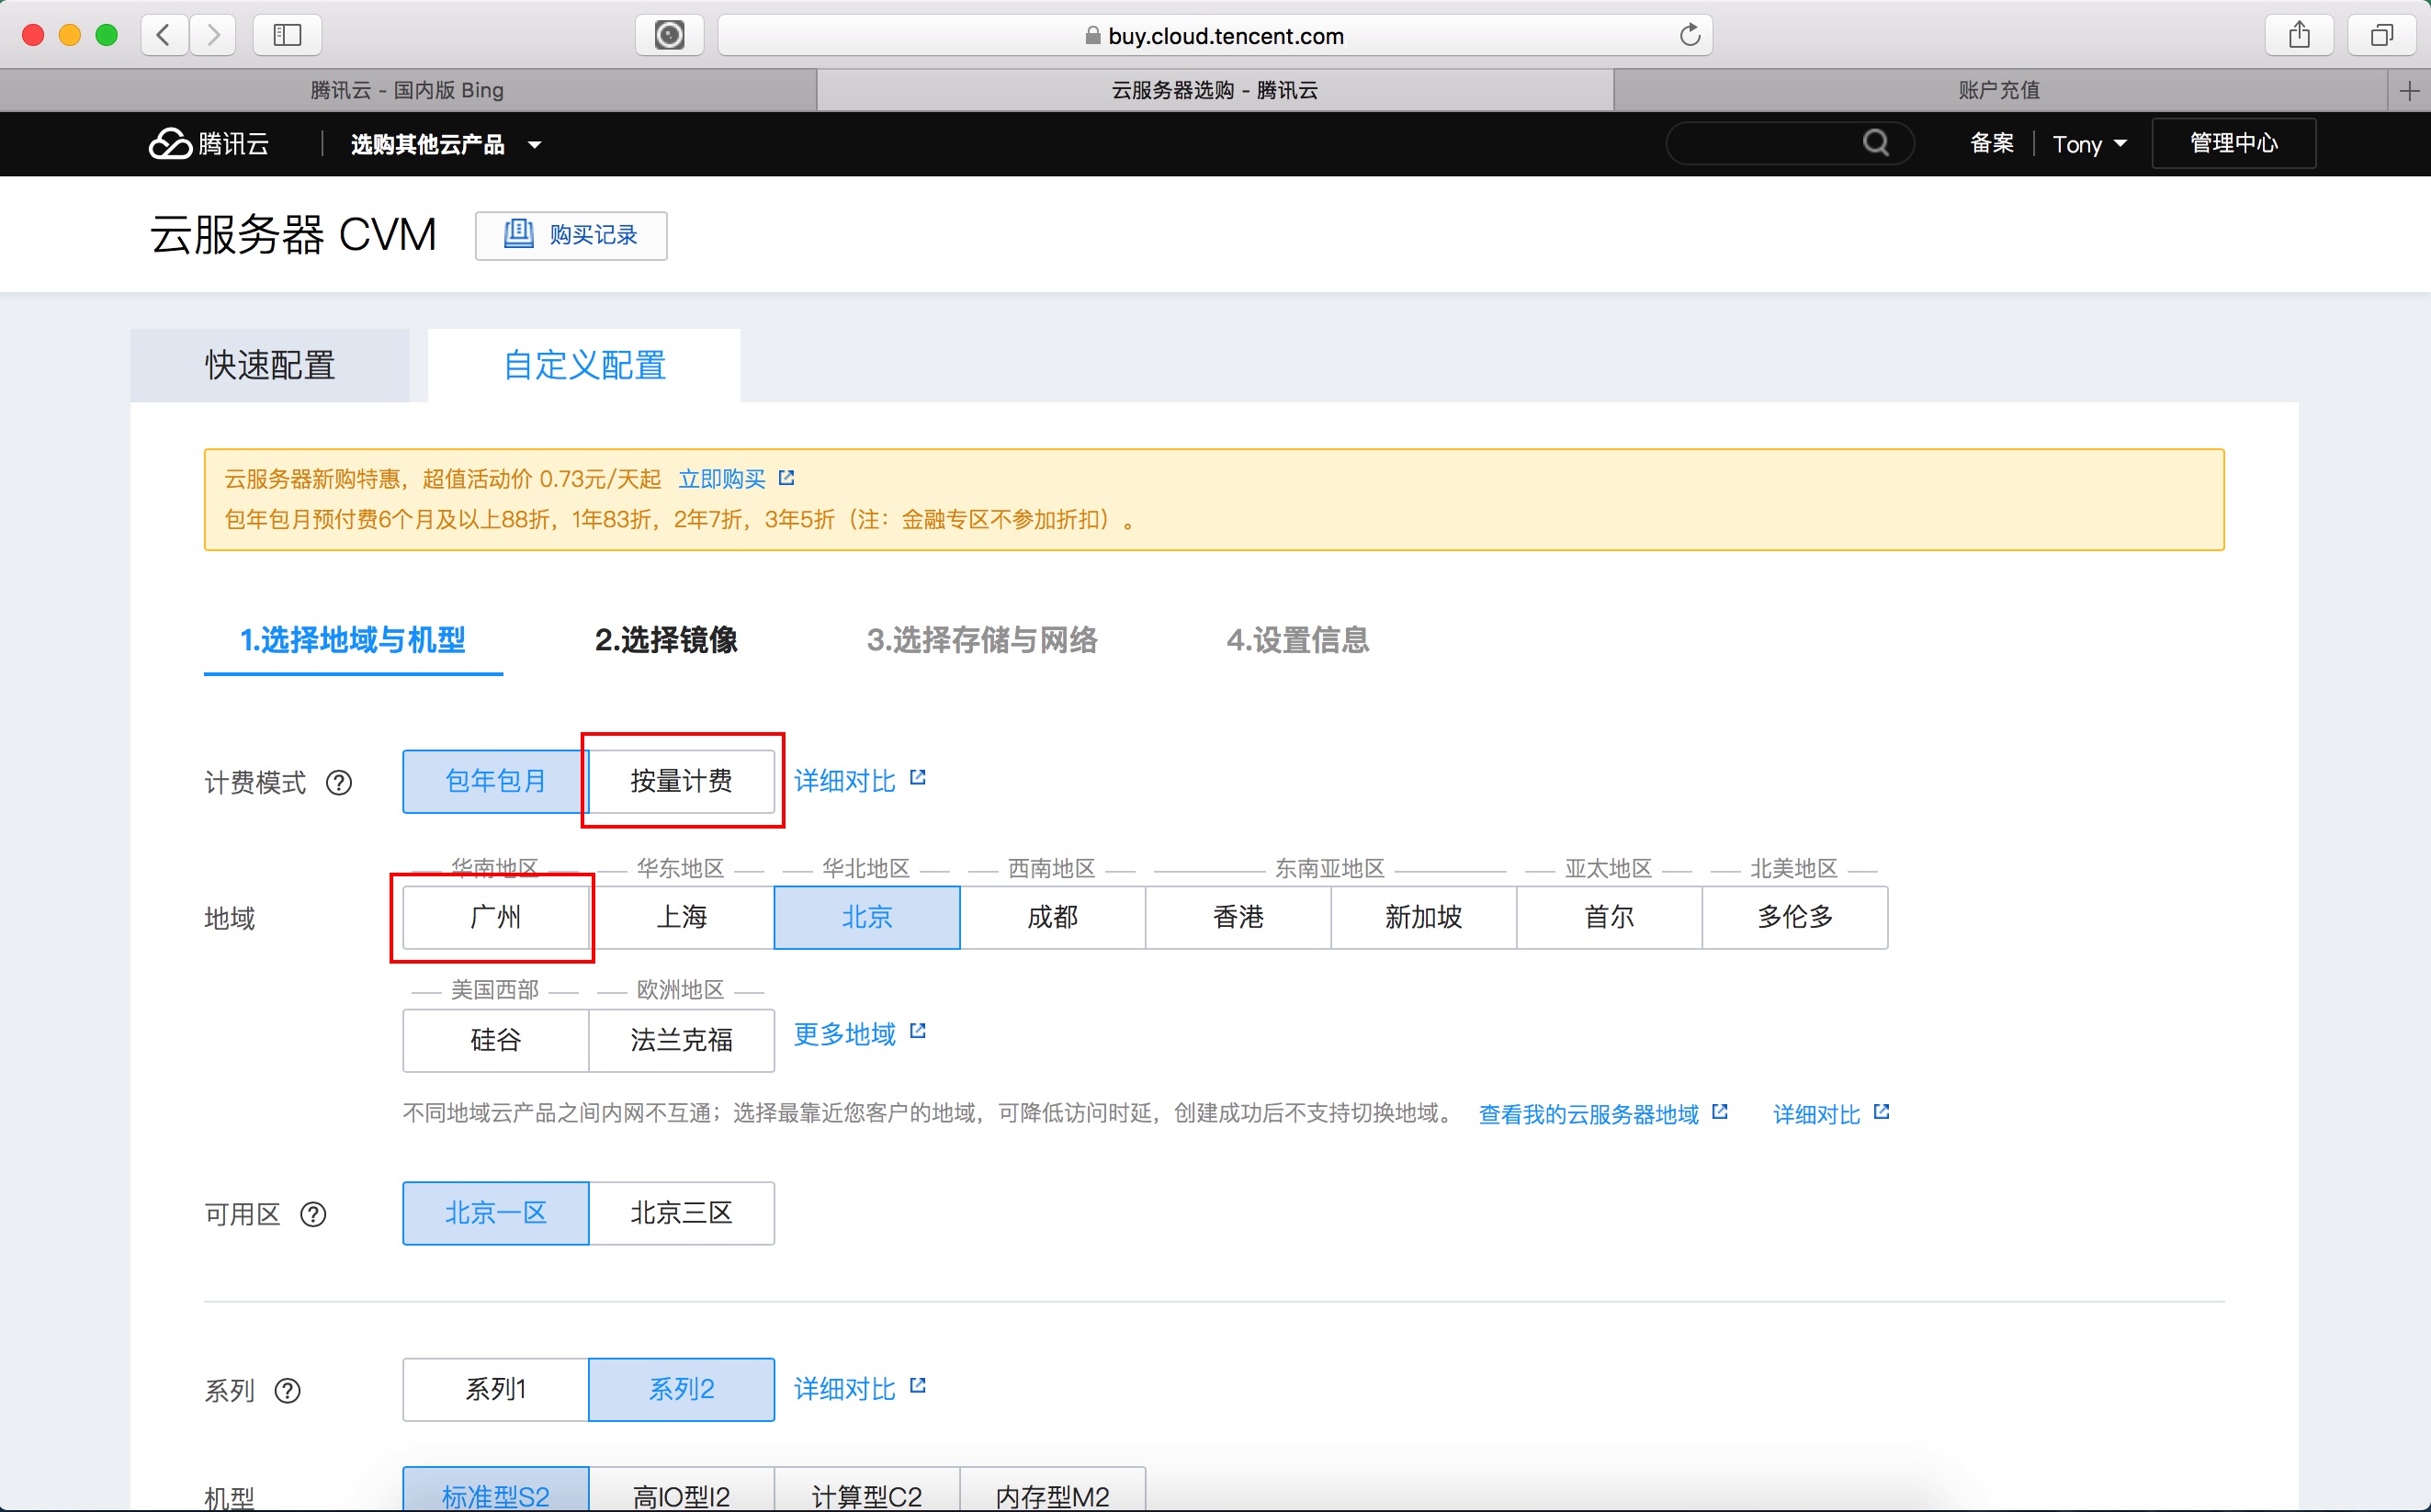 buy.cloud.tencent.com
腾讯云 - 国内版 Bing
云服务器选购 - 腾讯云
账户充值
腾讯云
选购其他云产品
备案
Tony
管理中心
云服务器 CVM
购买记录
快速配置
自定义配置
云服务器新购特惠，超值活动价 0.73元/天起 立即购买
包年包月预付费6个月及以上88折，1年83折，2年7折，3年5折（注：金融专区不参加折扣）。
1.选择地域与机型
2.选择镜像
3.选择存储与网络
4.设置信息
计费模式 ?
包年包月
按量计费
详细对比
华南地区 华东地区 华北地区 西南地区 东南亚地区 亚太地区 北美地区
地域
广州 上海 北京 成都 香港 新加坡 首尔 多伦多
美国西部 欧洲地区
硅谷 法兰克福 更多地域
不同地域云产品之间内网不互通；选择最靠近您客户的地域，可降低访问时延，创建成功后不支持切换地域。 查看我的云服务器地域 详细对比
可用区 ?
北京一区 北京三区
系列 ?
系列1 系列2 详细对比
机型
标准型S2 高IO型I2 计算型C2 内存型M2